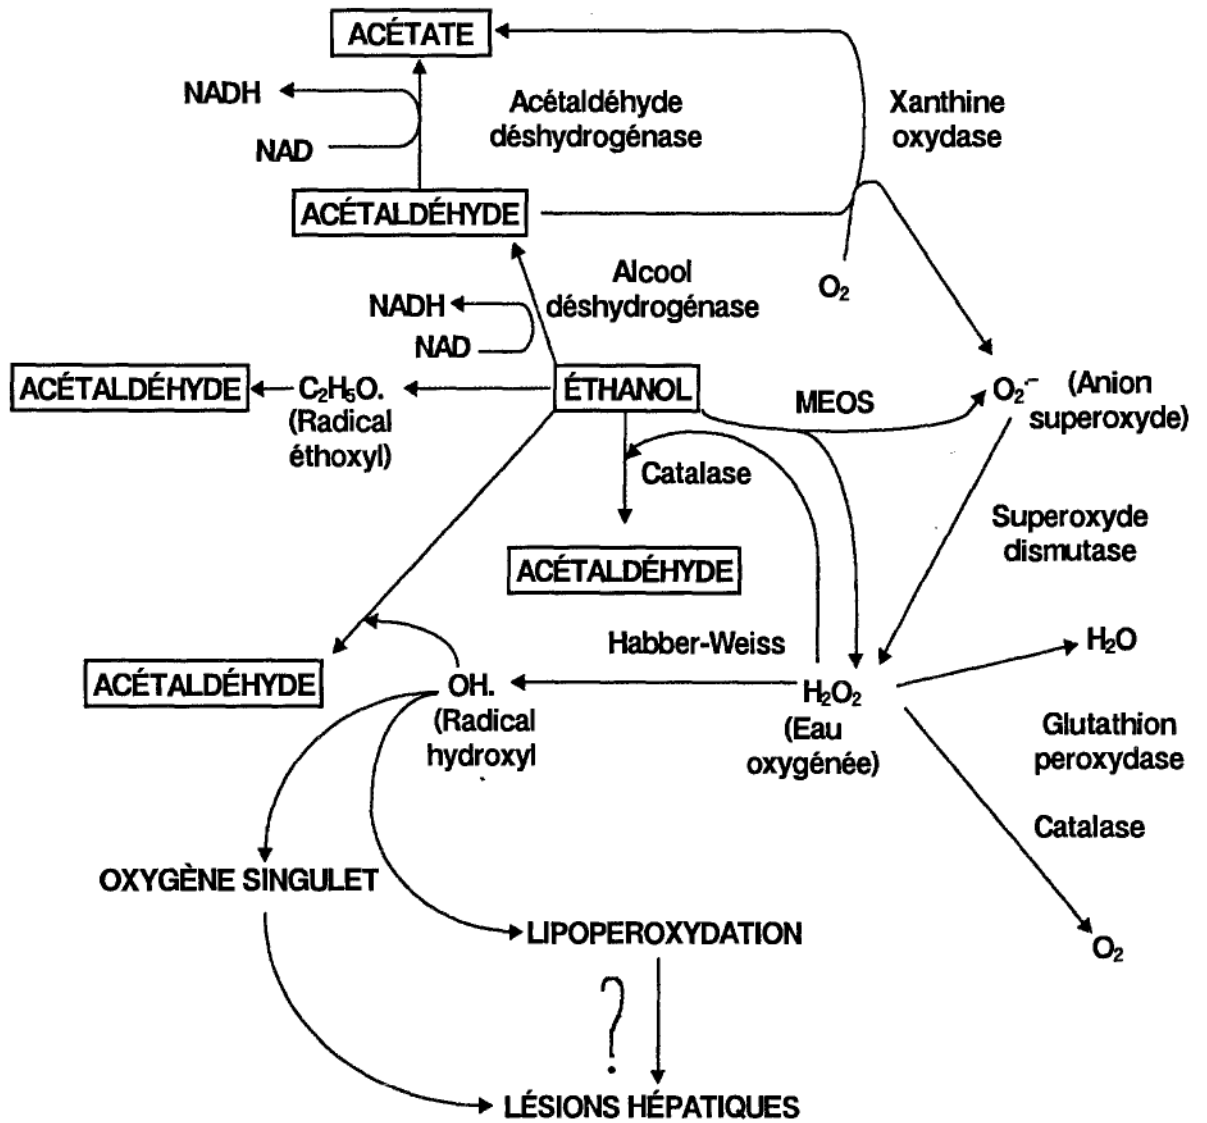 ACÉTATE
NADH
NAD
Acétaldéhyde
déshydrogénase
Xanthine
oxydase
ACÉTALDÉHYDE
O₂
Alcool
déshydrogénase
NADH
NAD
ACÉTALDÉHYDE
C₂H₅O.
(Radical
éthoxyl)
ÉTHANOL
MEOS
O₂·⁻ (Anion
superoxyde)
Catalase
Superoxyde
dismutase
ACÉTALDÉHYDE
Habber-Weiss
H₂O
ACÉTALDÉHYDE
OH.
(Radical
hydroxyl
H₂O₂
(Eau
oxygénée)
Glutathion
peroxydase
Catalase
OXYGÈNE SINGULET
LIPOPEROXYDATION
O₂
?
LÉSIONS HÉPATIQUES